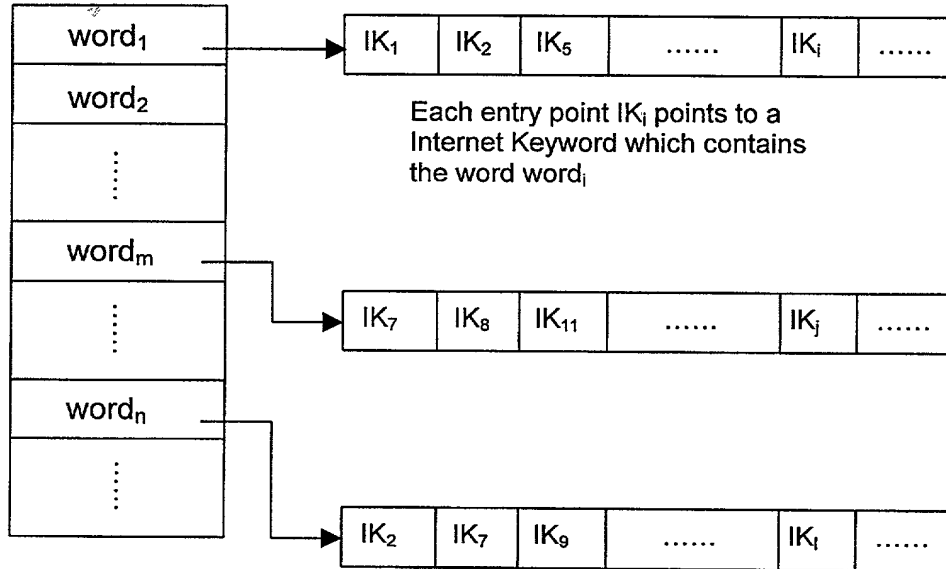 word₁
IK₁ IK₂ IK₅ ...... IKᵢ ......
word₂
Each entry point IKᵢ points to a
Internet Keyword which contains
the word wordᵢ
......
wordₘ
IK₇ IK₈ IK₁₁ ...... IKⱼ ......
......
wordₙ
......
IK₂ IK₇ IK₉ ...... IKₗ ......